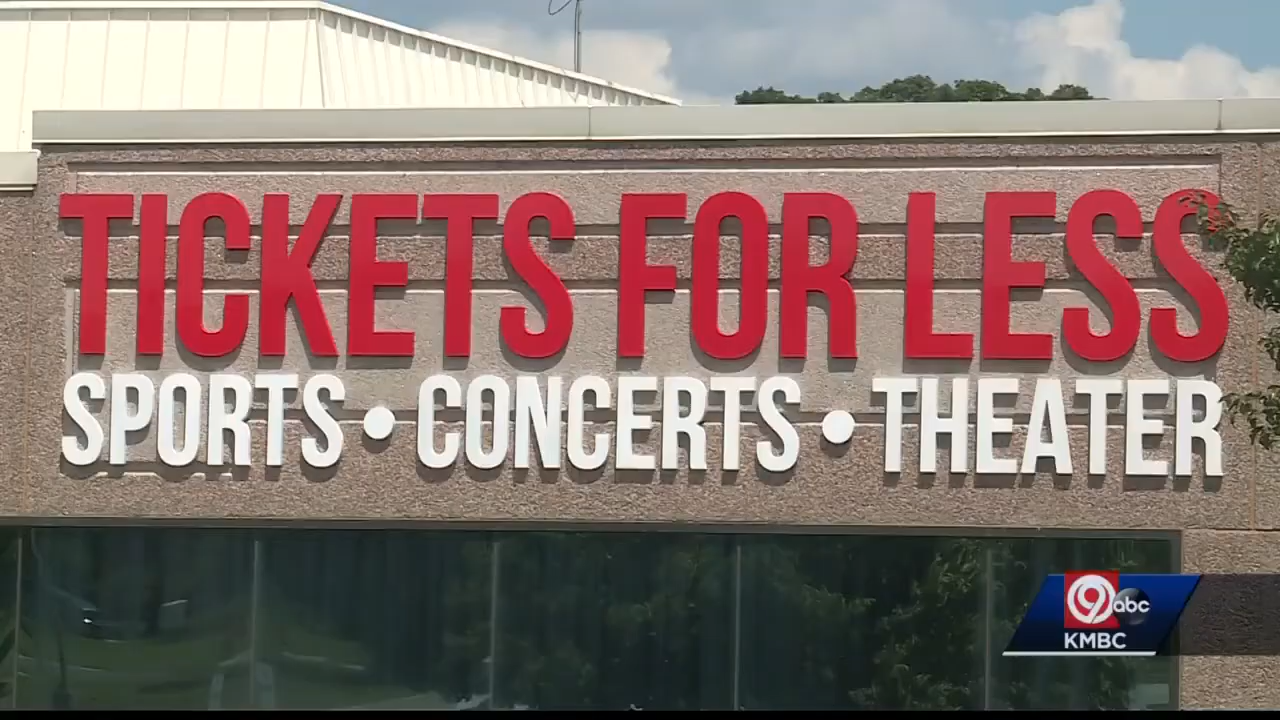 TICKETS FOR LESS
SPORTS • CONCERTS • THEATER
9 abc
KMBC